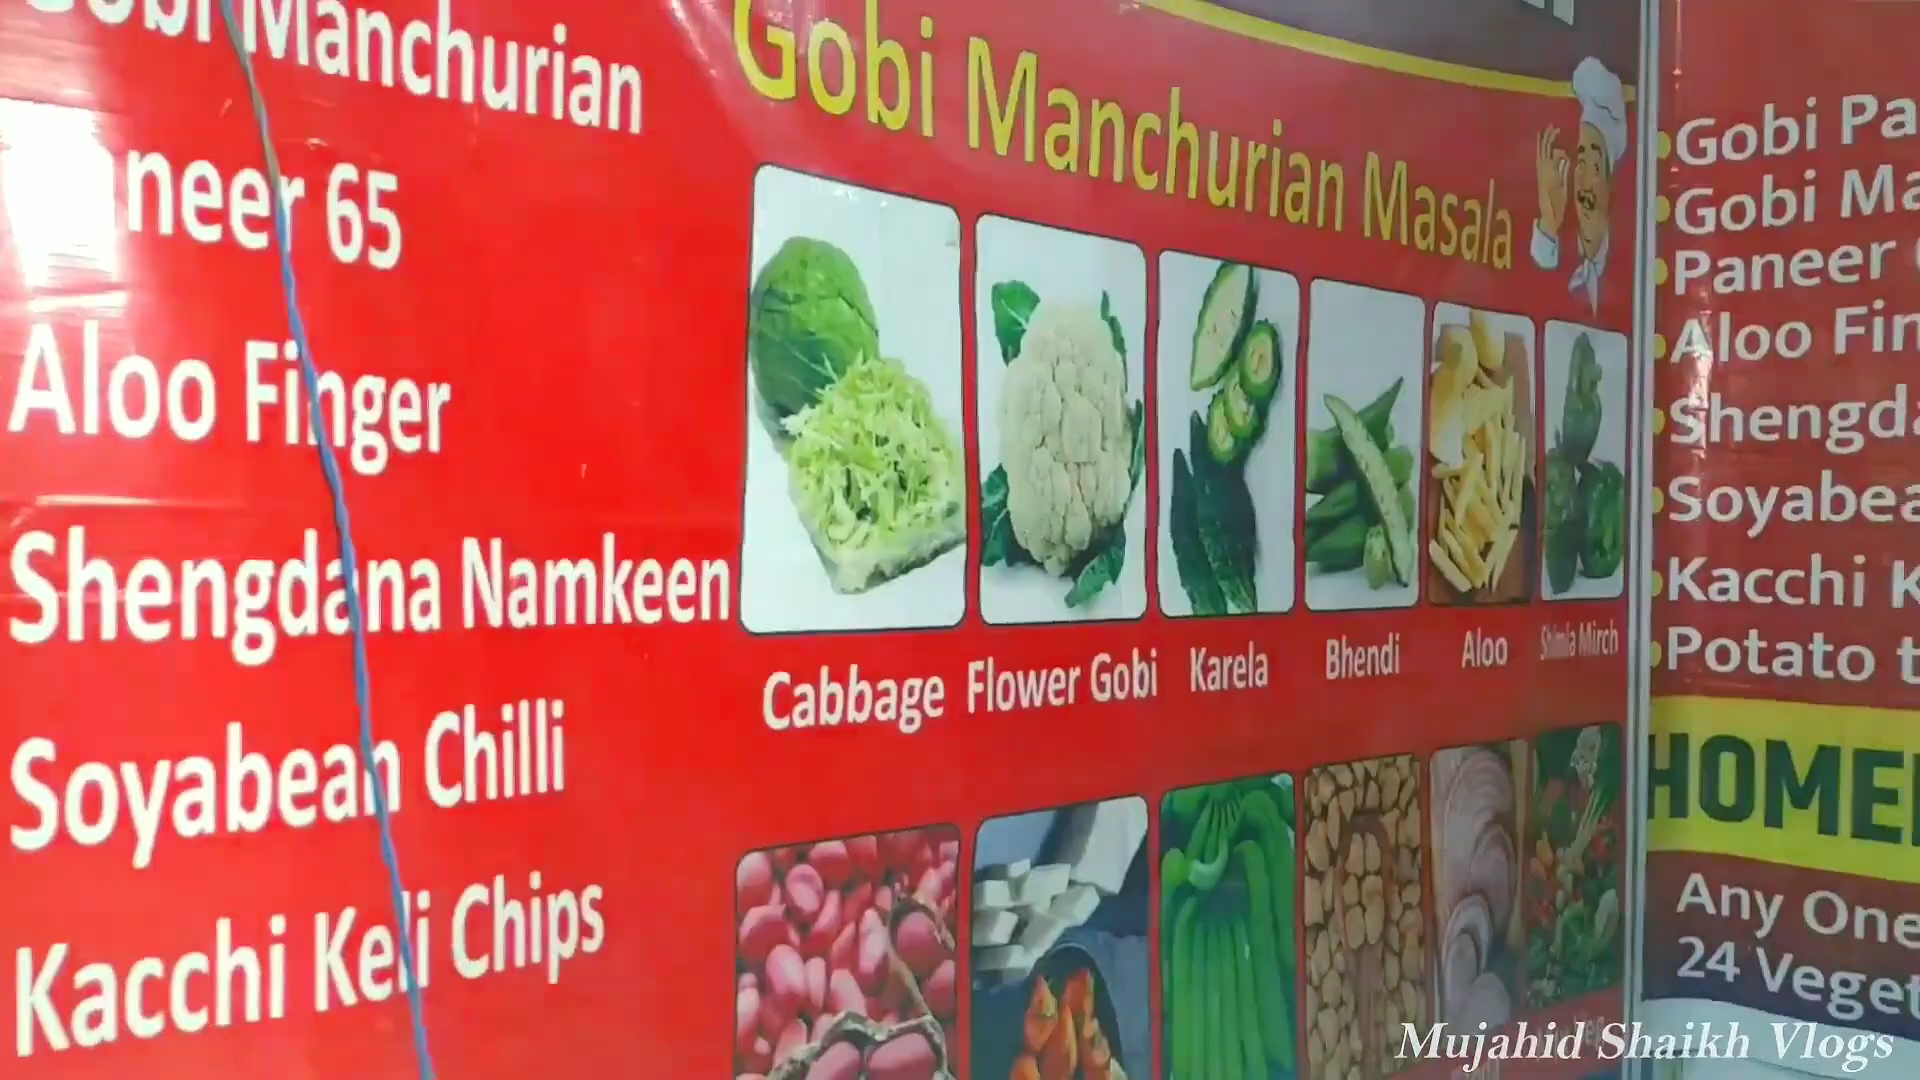 Gobi Manchurian
neer 65
Aloo Finger
Shengdana Namkeen
Soyabean Chilli
Kacchi Keli Chips
Gobi Manchurian Masala
Cabbage Flower Gobi Karela Bhendi Aloo Shimla Mirch
Gobi Pa
Gobi Ma
Paneer
Aloo Fin
Shengda
Soyabea
Kacchi K
Potato t
HOME
Any One
24 Veget
Mujahid Shaikh Vlogs